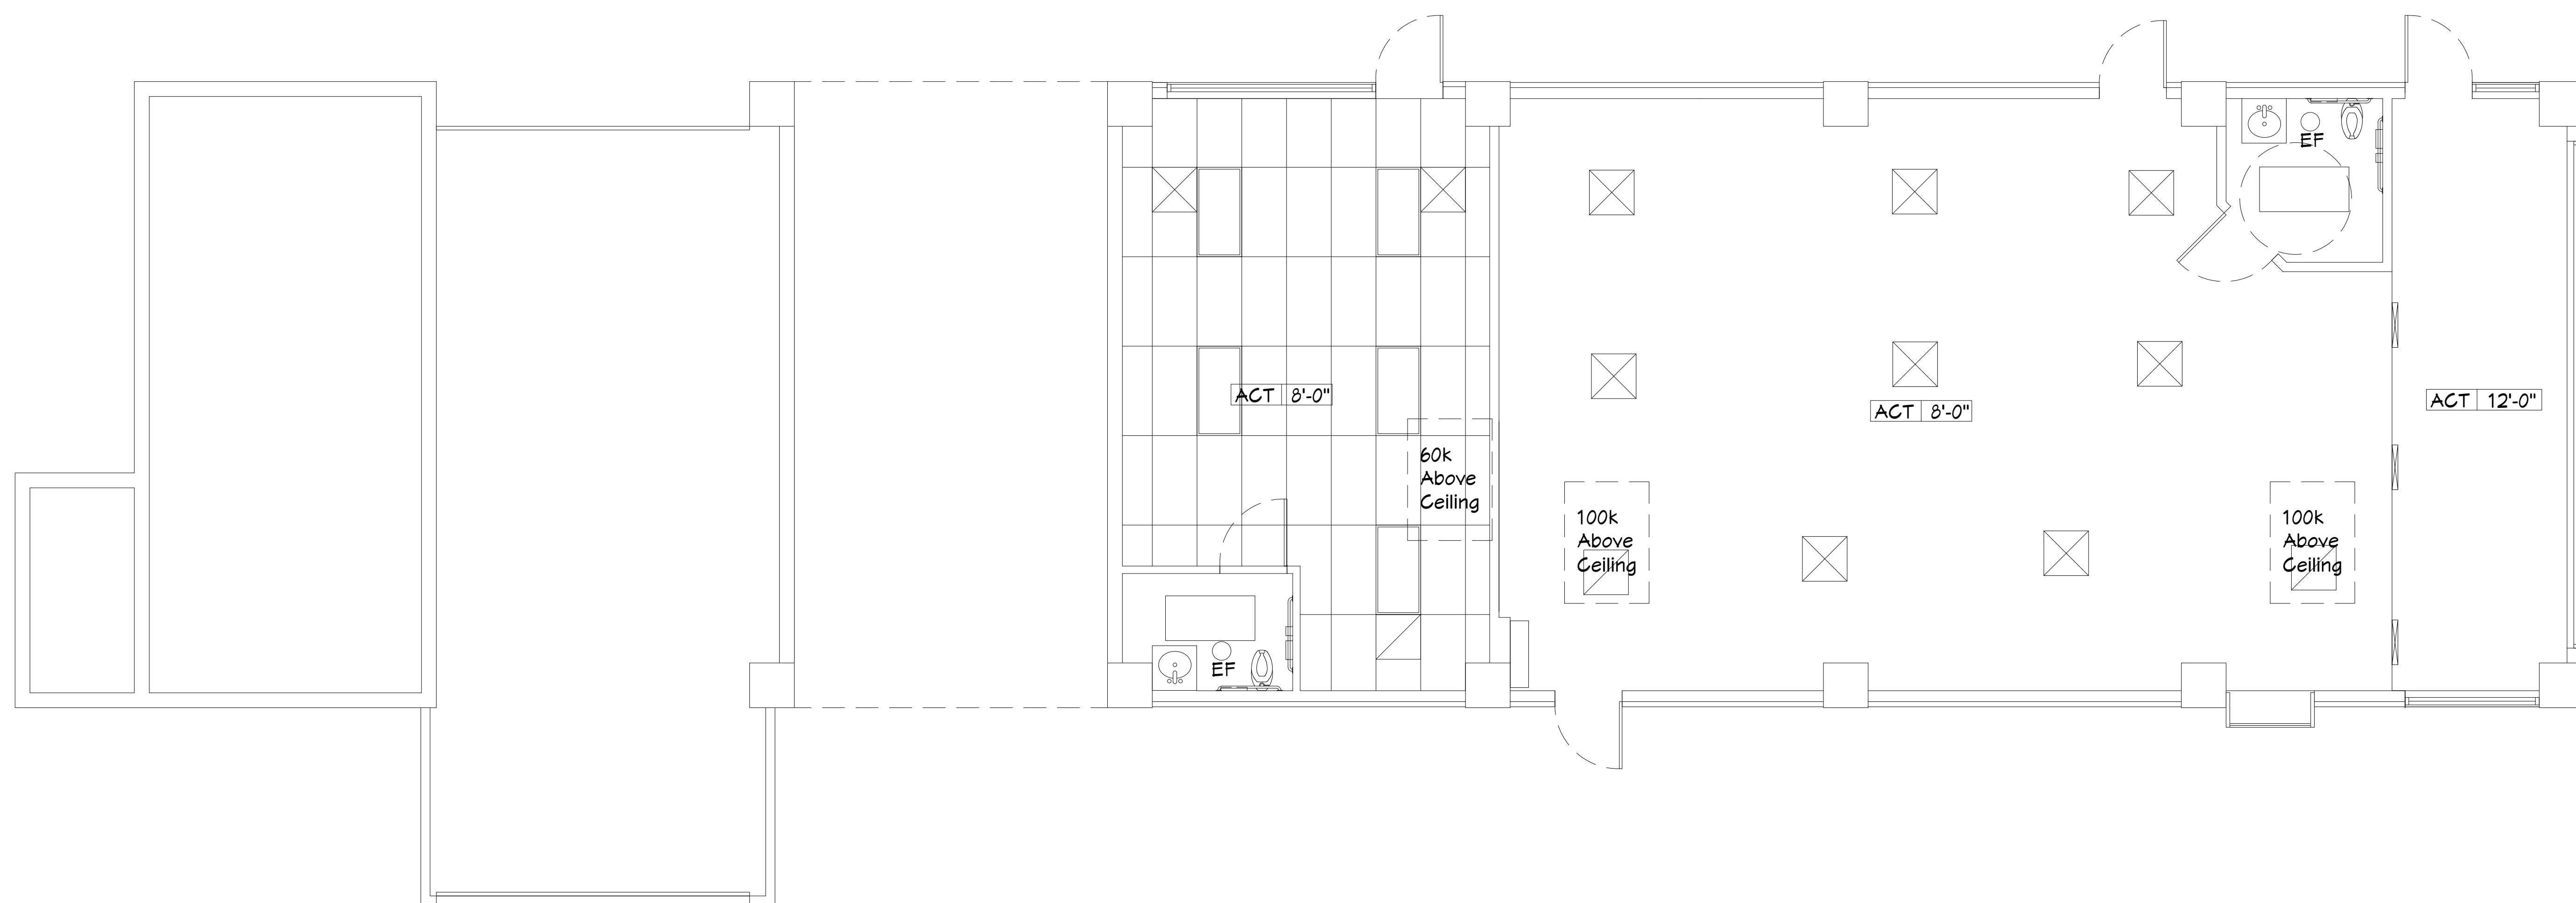 EF
ACT 8'-0"
ACT 8'-0"
ACT 12'-0"
60k
Above
Ceiling
100k
Above
Ceiling
100k
Above
Ceiling
EF